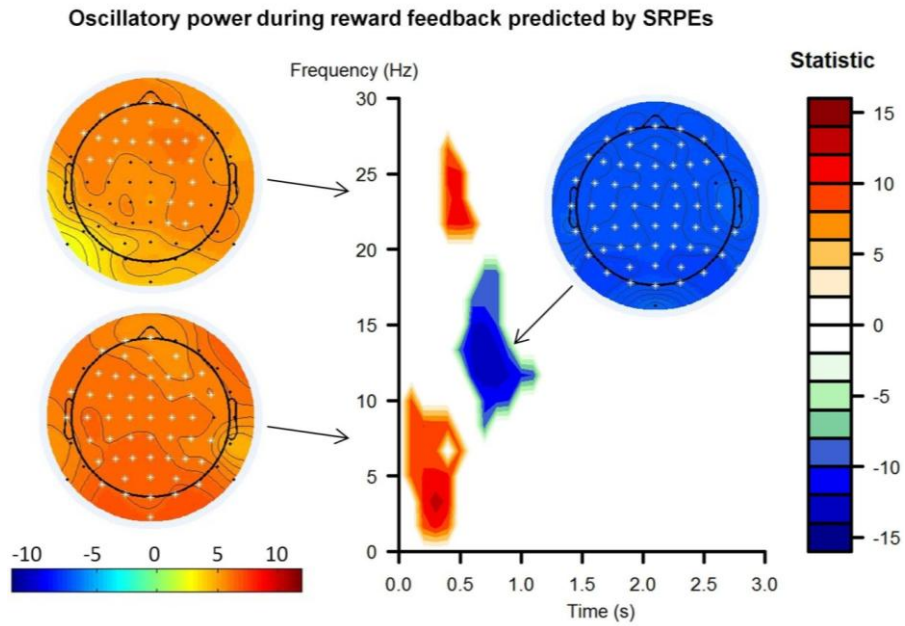 Oscillatory power during reward feedback predicted by SRPEs
Statistic
Frequency (Hz)
30
25
20
15
10
5
0
0.0 0.5 1.0 1.5 2.0 2.5 3.0
Time (s)
15
10
5
0
-5
-10
-15
-10 -5 0 5 10